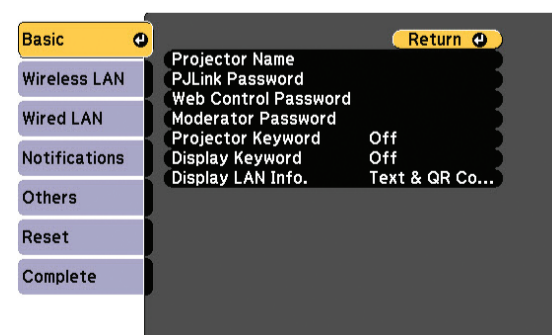 Basic
Wireless LAN
Wired LAN
Notifications
Others
Reset
Complete
Return
Projector Name
PJLink Password
Web Control Password
Moderator Password
Projector Keyword Off
Display Keyword Off
Display LAN Info. Text & QR Co...